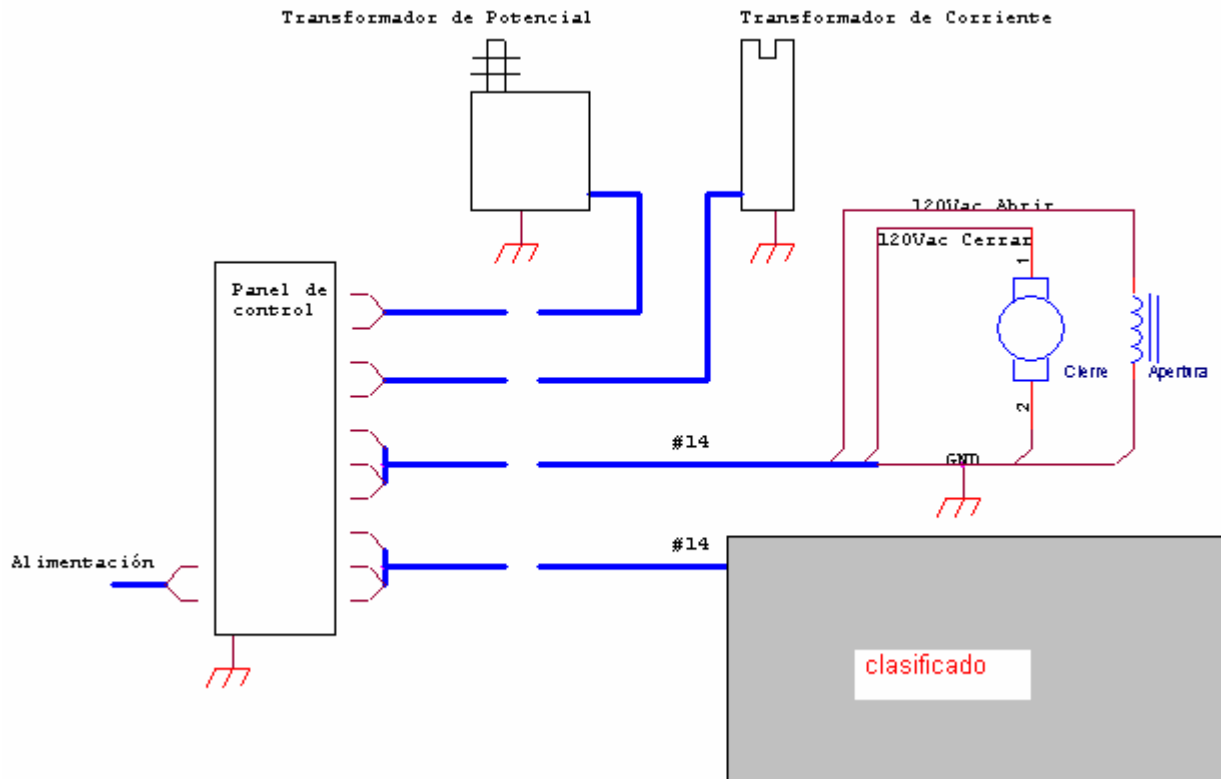 Transformador de Potencial
Transformador de Corriente
120Vac Abrir
120Vac Cerrar
1
Panel de
control
Cierre
Apertura
2
#14
GND
#14
Alimentación
clasificado